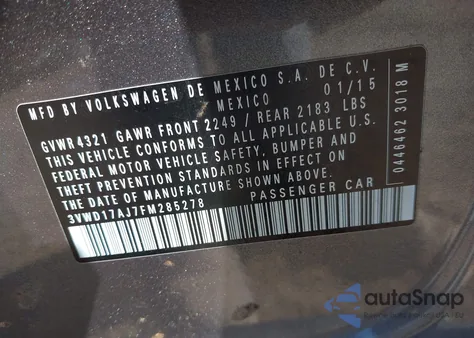 MFD BY VOLKSWAGEN DE MEXICO S.A. DE C.V.
MEXICO 01/15
GVWR 4321 GAWR FRONT 2249 / REAR 2183 LBS
THIS VEHICLE CONFORMS TO ALL APPLICABLE U.S.
FEDERAL MOTOR VEHICLE SAFETY, BUMPER AND
THEFT PREVENTION STANDARDS IN EFFECT ON
THE DATE OF MANUFACTURE SHOWN ABOVE.
3VWD17AJ7FM285278 PASSENGER CAR
0446462 3018 M
autoSnap